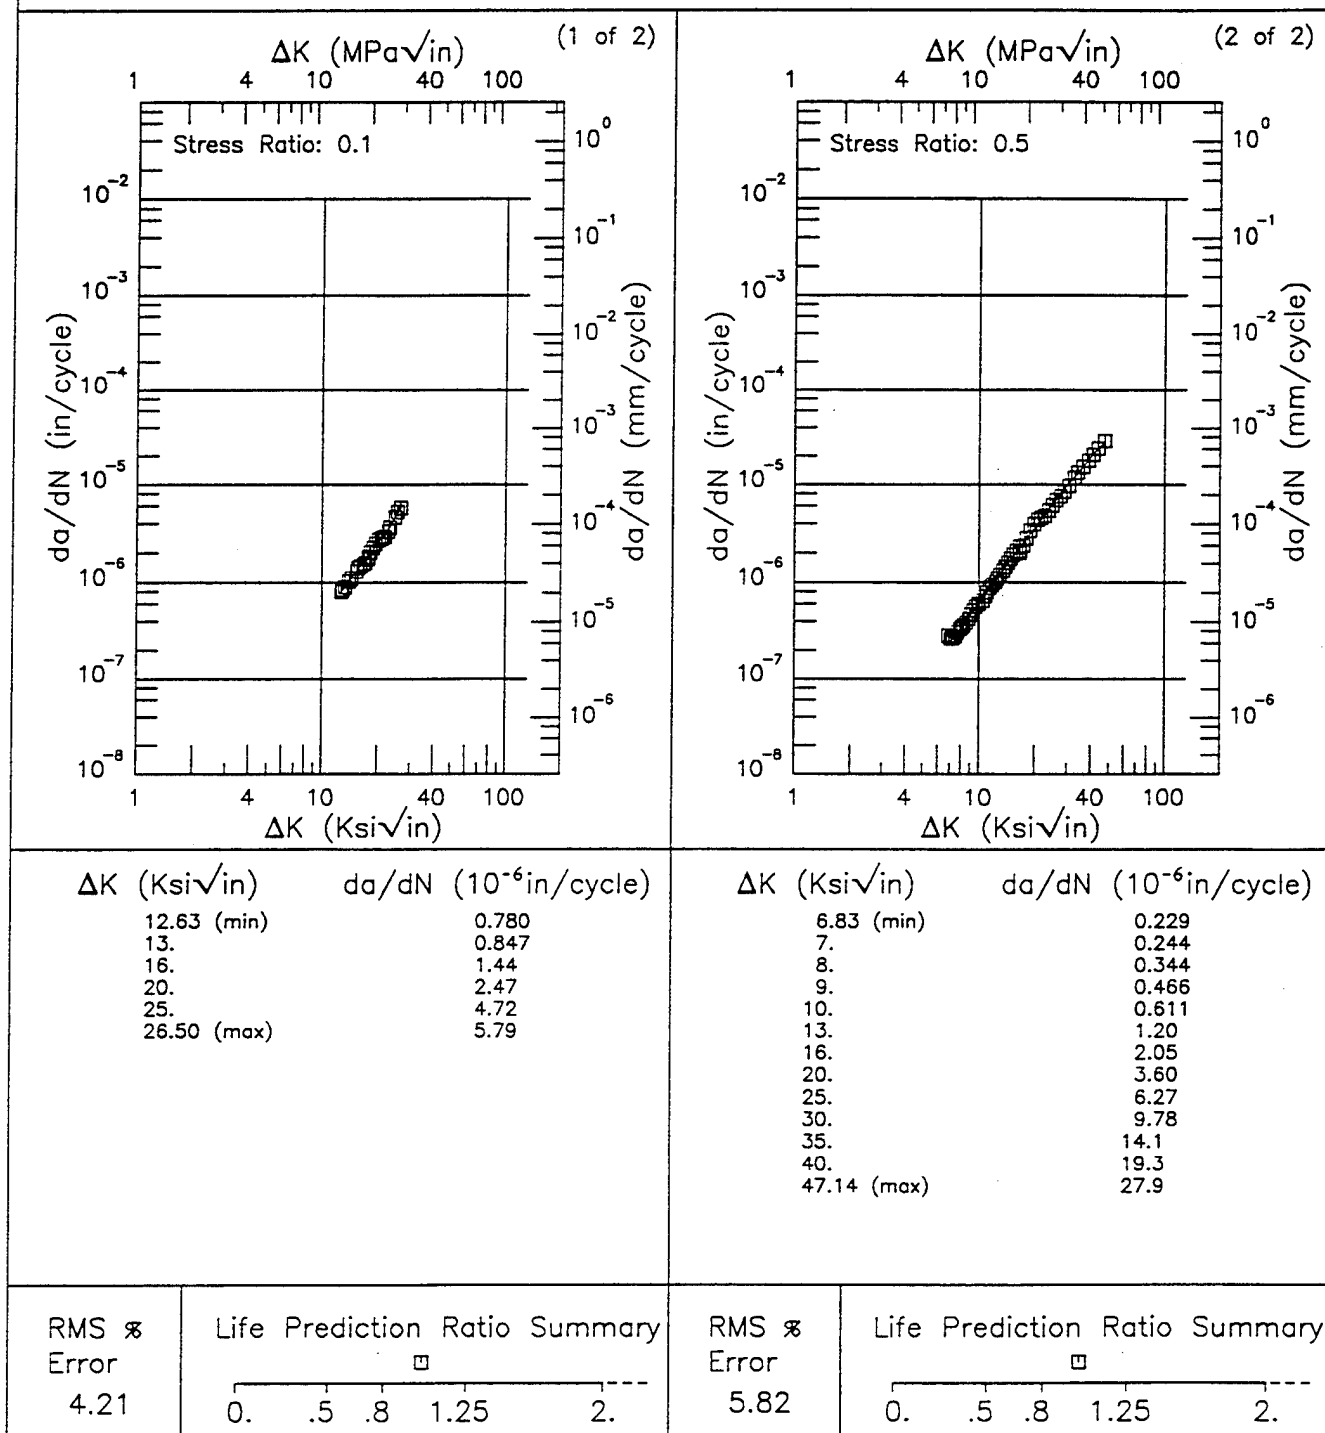 (1 of 2)
ΔK (MPa√in)
1 4 10 40 100
Stress Ratio: 0.1
10⁻²
10⁻³
10⁻⁴
10⁻⁵
10⁻⁶
10⁻⁷
10⁻⁸
da/dN (in/cycle)
10⁰
10⁻¹
10⁻²
10⁻³
10⁻⁴
10⁻⁵
10⁻⁶
da/dN (mm/cycle)
1 4 10 40 100
ΔK (Ksi√in)
(2 of 2)
ΔK (MPa√in)
1 4 10 40 100
Stress Ratio: 0.5
10⁻²
10⁻³
10⁻⁴
10⁻⁵
10⁻⁶
10⁻⁷
10⁻⁸
da/dN (in/cycle)
10⁰
10⁻¹
10⁻²
10⁻³
10⁻⁴
10⁻⁵
10⁻⁶
da/dN (mm/cycle)
1 4 10 40 100
ΔK (Ksi√in)
ΔK (Ksi√in) da/dN (10⁻⁶in/cycle)
12.63 (min) 0.780
13. 0.847
16. 1.44
20. 2.47
25. 4.72
26.50 (max) 5.79
ΔK (Ksi√in) da/dN (10⁻⁶in/cycle)
6.83 (min) 0.229
7. 0.244
8. 0.344
9. 0.466
10. 0.611
13. 1.20
16. 2.05
20. 3.60
25. 6.27
30. 9.78
35. 14.1
40. 19.3
47.14 (max) 27.9
RMS %
Error
4.21
Life Prediction Ratio Summary
0. .5 .8 1.25 2.
RMS %
Error
5.82
Life Prediction Ratio Summary
0. .5 .8 1.25 2.